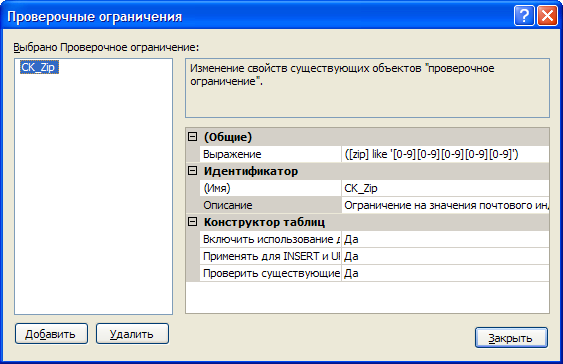 Проверочные ограничения
Выбрано Проверочное ограничение:
CK_Zip
Изменение свойств существующих объектов "проверочное
ограничение".
(Общие)
Выражение ([zip] like '[0-9][0-9][0-9][0-9][0-9]')
Идентификатор
(Имя) CK_Zip
Описание Ограничение на значения почтового инд
Конструктор таблиц
Включить использование д Да
Применять для INSERT и UI Да
Проверить существующие Да
Добавить Удалить
Закрыть